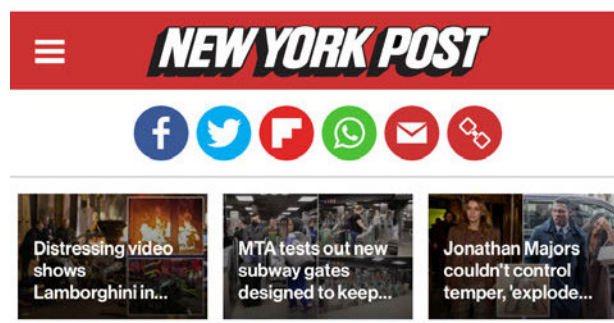 NEW YORK POST
Distressing video
shows
Lamborghini in...
MTA tests out new
subway gates
designed to keep...
Jonathan Majors
couldn't control
temper, 'explode...